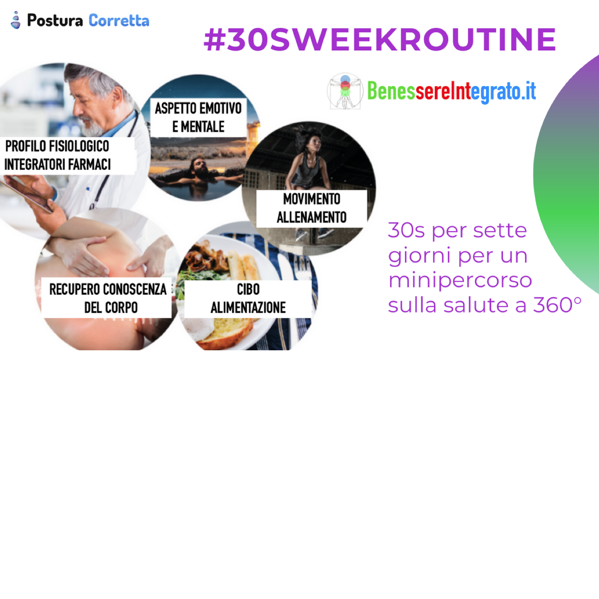 Postura Corretta
#30SWEEKROUTINE
BenessereIntegrato.it
PROFILO FISIOLOGICO
INTEGRATORI FARMACI
ASPETTO EMOTIVO
E MENTALE
MOVIMENTO
ALLENAMENTO
RECUPERO CONOSCENZA
DEL CORPO
CIBO
ALIMENTAZIONE
30s per sette
giorni per un
minipercorso
sulla salute a 360°